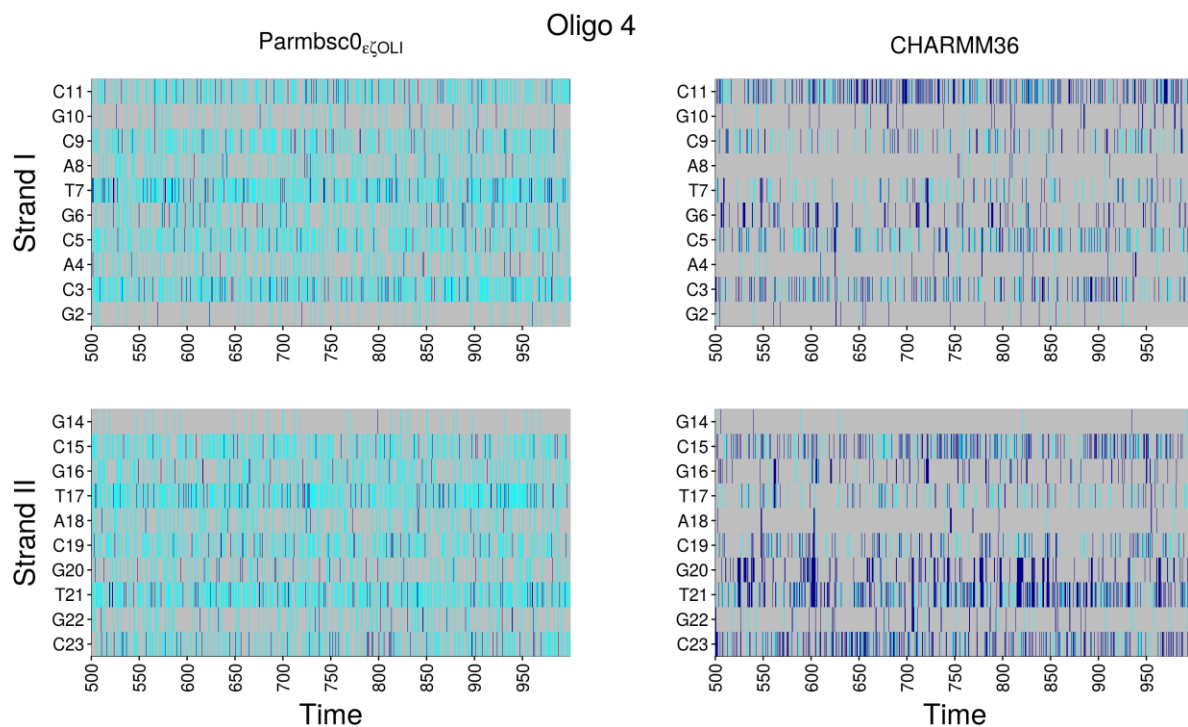 Oligo 4
Parmbsc0εζOLI
CHARMM36
Strand I
C11
G10
C9
A8
T7
G6
C5
A4
C3
G2
500 550 600 650 700 750 800 850 900 950
C11
G10
C9
A8
T7
G6
C5
A4
C3
G2
500 550 600 650 700 750 800 850 900 950
Strand II
G14
C15
G16
T17
A18
C19
G20
T21
G22
C23
500 550 600 650 700 750 800 850 900 950
Time
G14
C15
G16
T17
A18
C19
G20
T21
G22
C23
500 550 600 650 700 750 800 850 900 950
Time